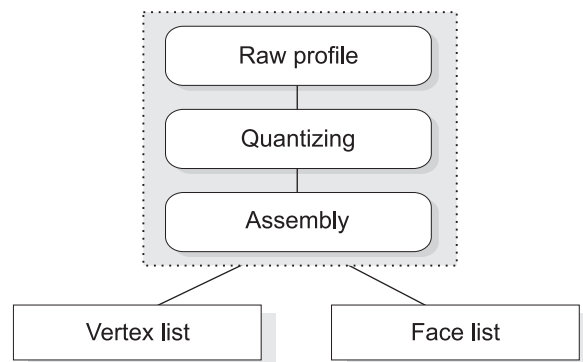 Raw profile
Quantizing
Assembly
Vertex list
Face list